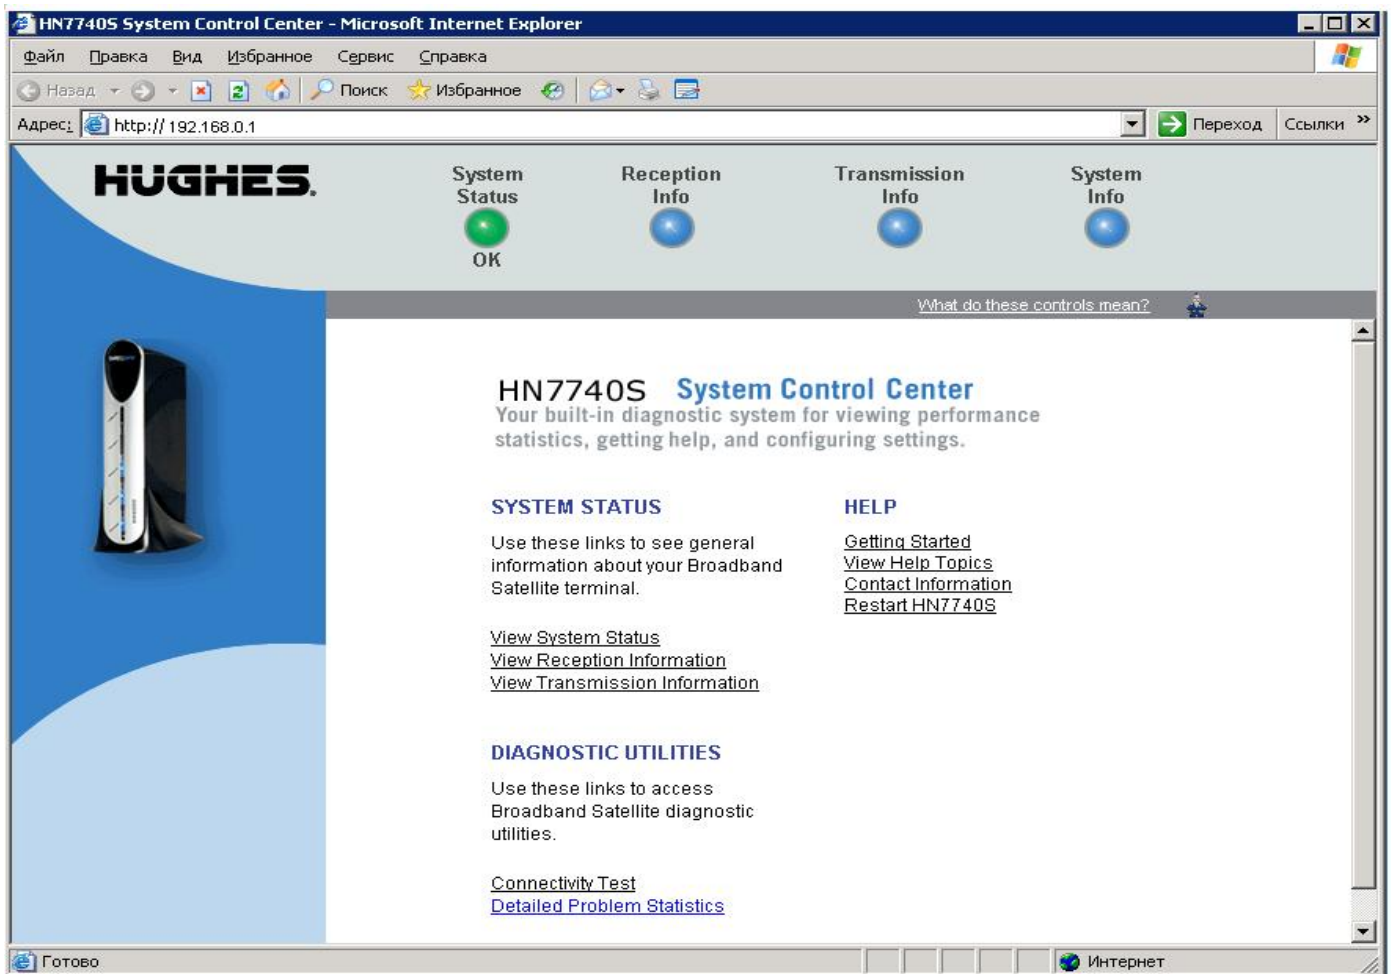 HN7740S System Control Center - Microsoft Internet Explorer
Файл Правка Вид Избранное Сервис Справка
Назад Поиск Избранное
Адрес: http://192.168.0.1 Переход Ссылки »
HUGHES.
System Status
OK
Reception Info
Transmission Info
System Info
What do these controls mean?
HN7740S System Control Center
Your built-in diagnostic system for viewing performance
statistics, getting help, and configuring settings.
SYSTEM STATUS
Use these links to see general
information about your Broadband
Satellite terminal.
View System Status
View Reception Information
View Transmission Information
HELP
Getting Started
View Help Topics
Contact Information
Restart HN7740S
DIAGNOSTIC UTILITIES
Use these links to access
Broadband Satellite diagnostic
utilities.
Connectivity Test
Detailed Problem Statistics
Готово Интернет